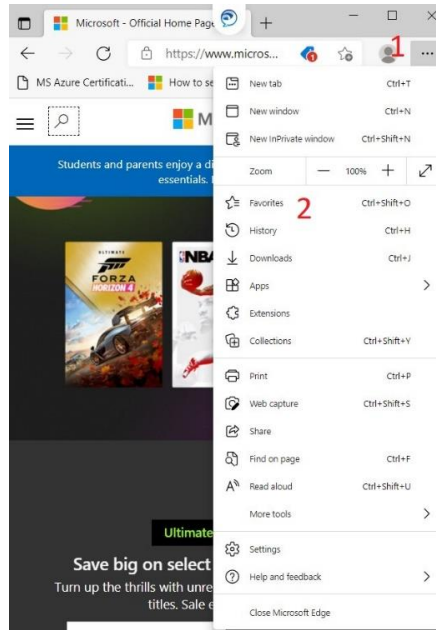 Microsoft - Official Home Page
https://www.micros...
6
1
MS Azure Certificati...
How to se
M
Students and parents enjoy a di
essentials.
ULTIMATE
FORZA
HORIZON 4
NBA
Ultimate
Save big on select
Turn up the thrills with unre
titles. Sale e
New tab Ctrl+T
New window Ctrl+N
New InPrivate window Ctrl+Shift+N
Zoom 100%
Favorites 2 Ctrl+Shift+O
History Ctrl+H
Downloads Ctrl+J
Apps
Extensions
Collections Ctrl+Shift+Y
Print Ctrl+P
Web capture Ctrl+Shift+S
Share
Find on page Ctrl+F
Read aloud Ctrl+Shift+U
More tools
Settings
Help and feedback
Close Microsoft Edge